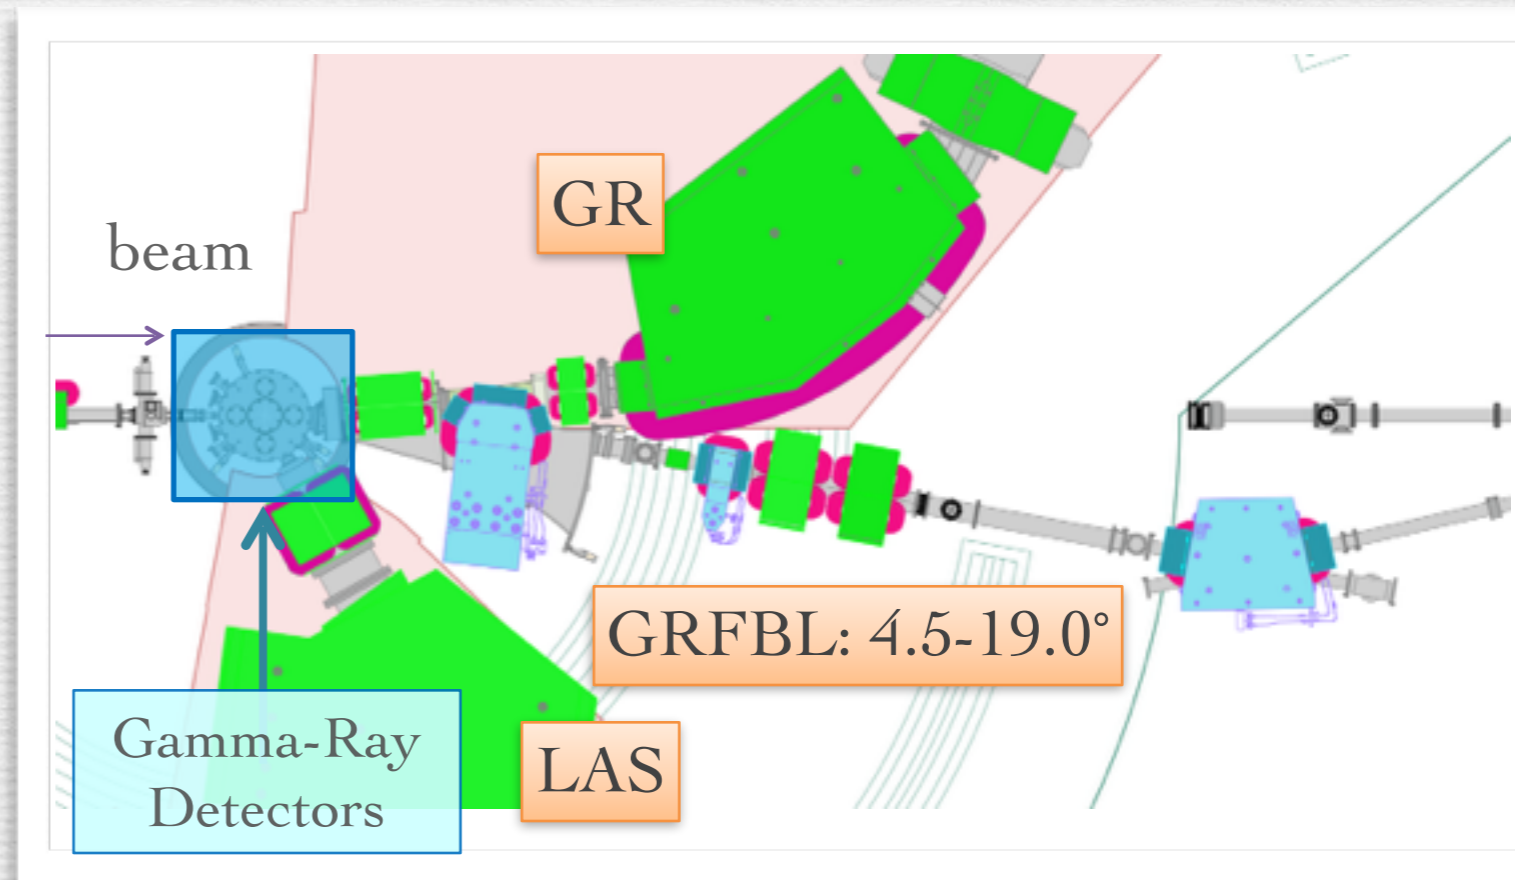 GR
beam
GRFBL: 4.5-19.0°
Gamma-Ray
Detectors
LAS